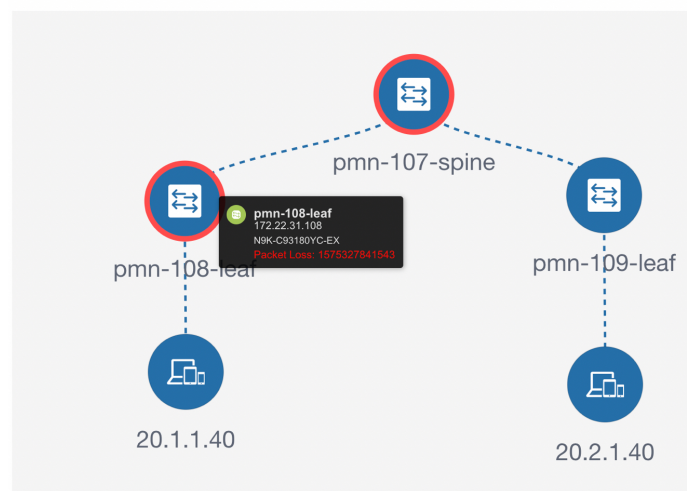 pmn-107-spine
pmn-108-leaf
172.22.31.108
N9K-C93180YC-EX
Packet Loss: 1575327841543
pmn-108-leaf
pmn-109-leaf
20.1.1.40
20.2.1.40